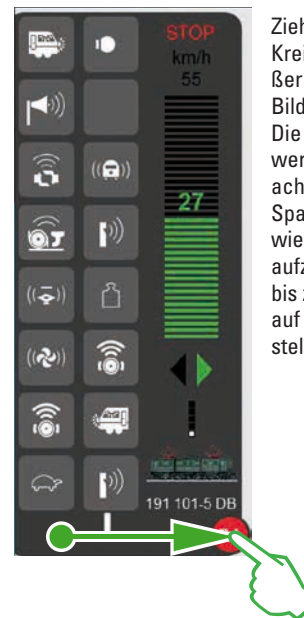 STOP
km/h
55
27
191 101-5 DB
Zieh
Krei
ßer
Bild
Die
wer
ach
Spa
wie
aufz
bis z
auf
stel